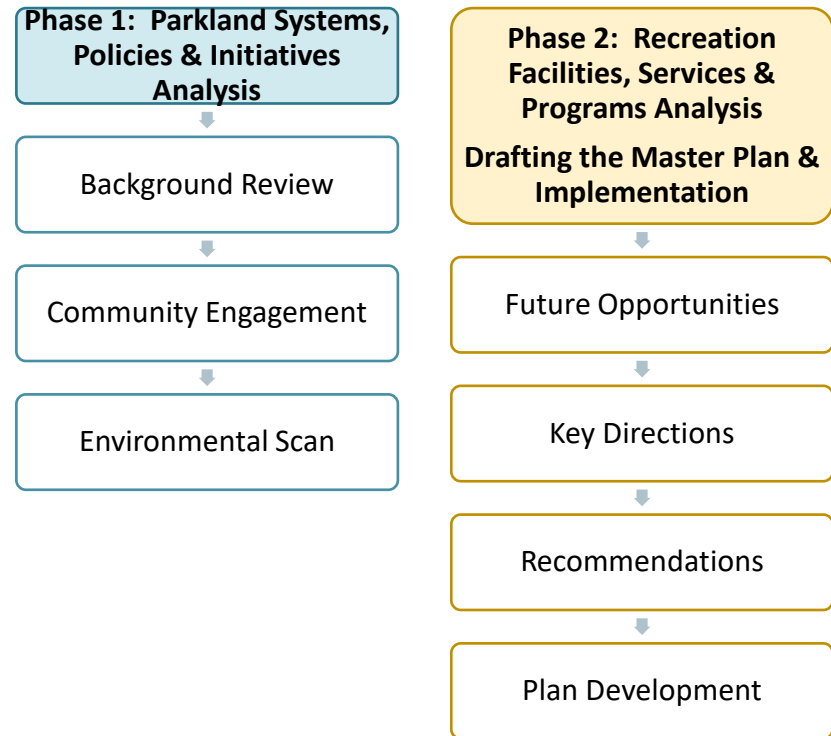 Phase 1:  Parkland Systems,
Policies & Initiatives
Analysis
Background Review
Community Engagement
Environmental Scan
Phase 2:  Recreation
Facilities, Services &
Programs Analysis
Drafting the Master Plan &
Implementation
Future Opportunities
Key Directions
Recommendations
Plan Development